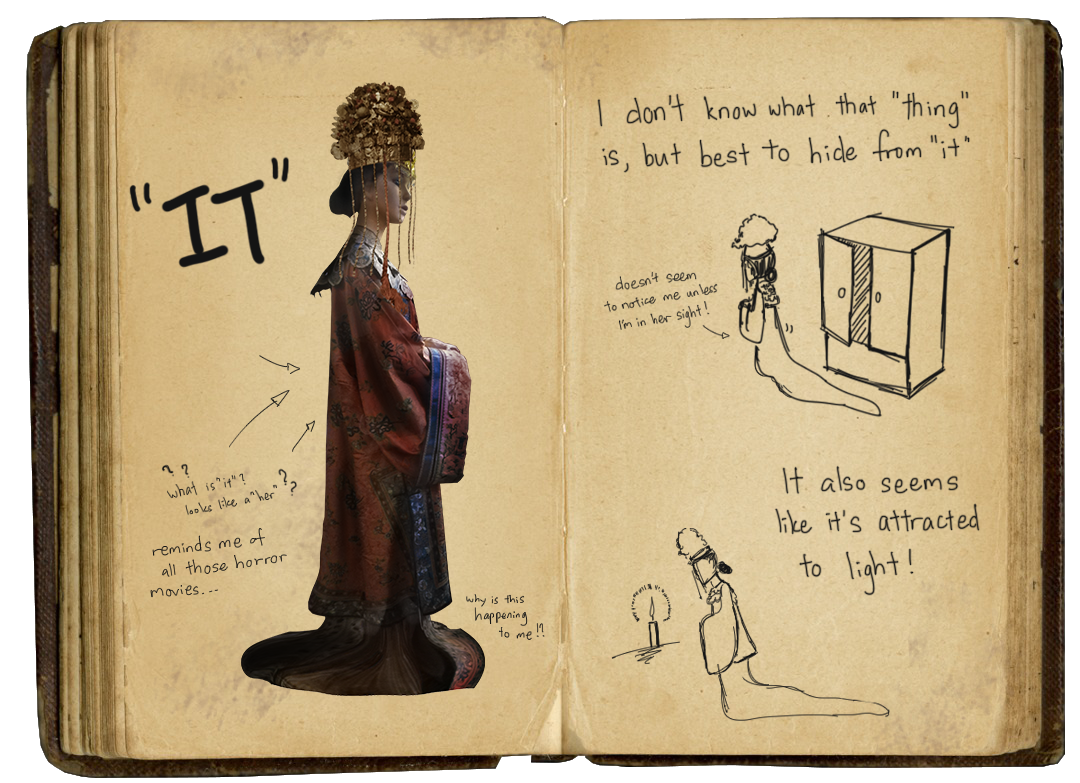 "IT"
? ?
what is "it"?
looks like a "her" ? ?
reminds me of
all those horror
movies...
why is this
happening
to me!!
I don't know what that "thing"
is, but best to hide from "it"
doesn't seem
to notice me unless
I'm in her sight!
It also seems
like it's attracted
to light!